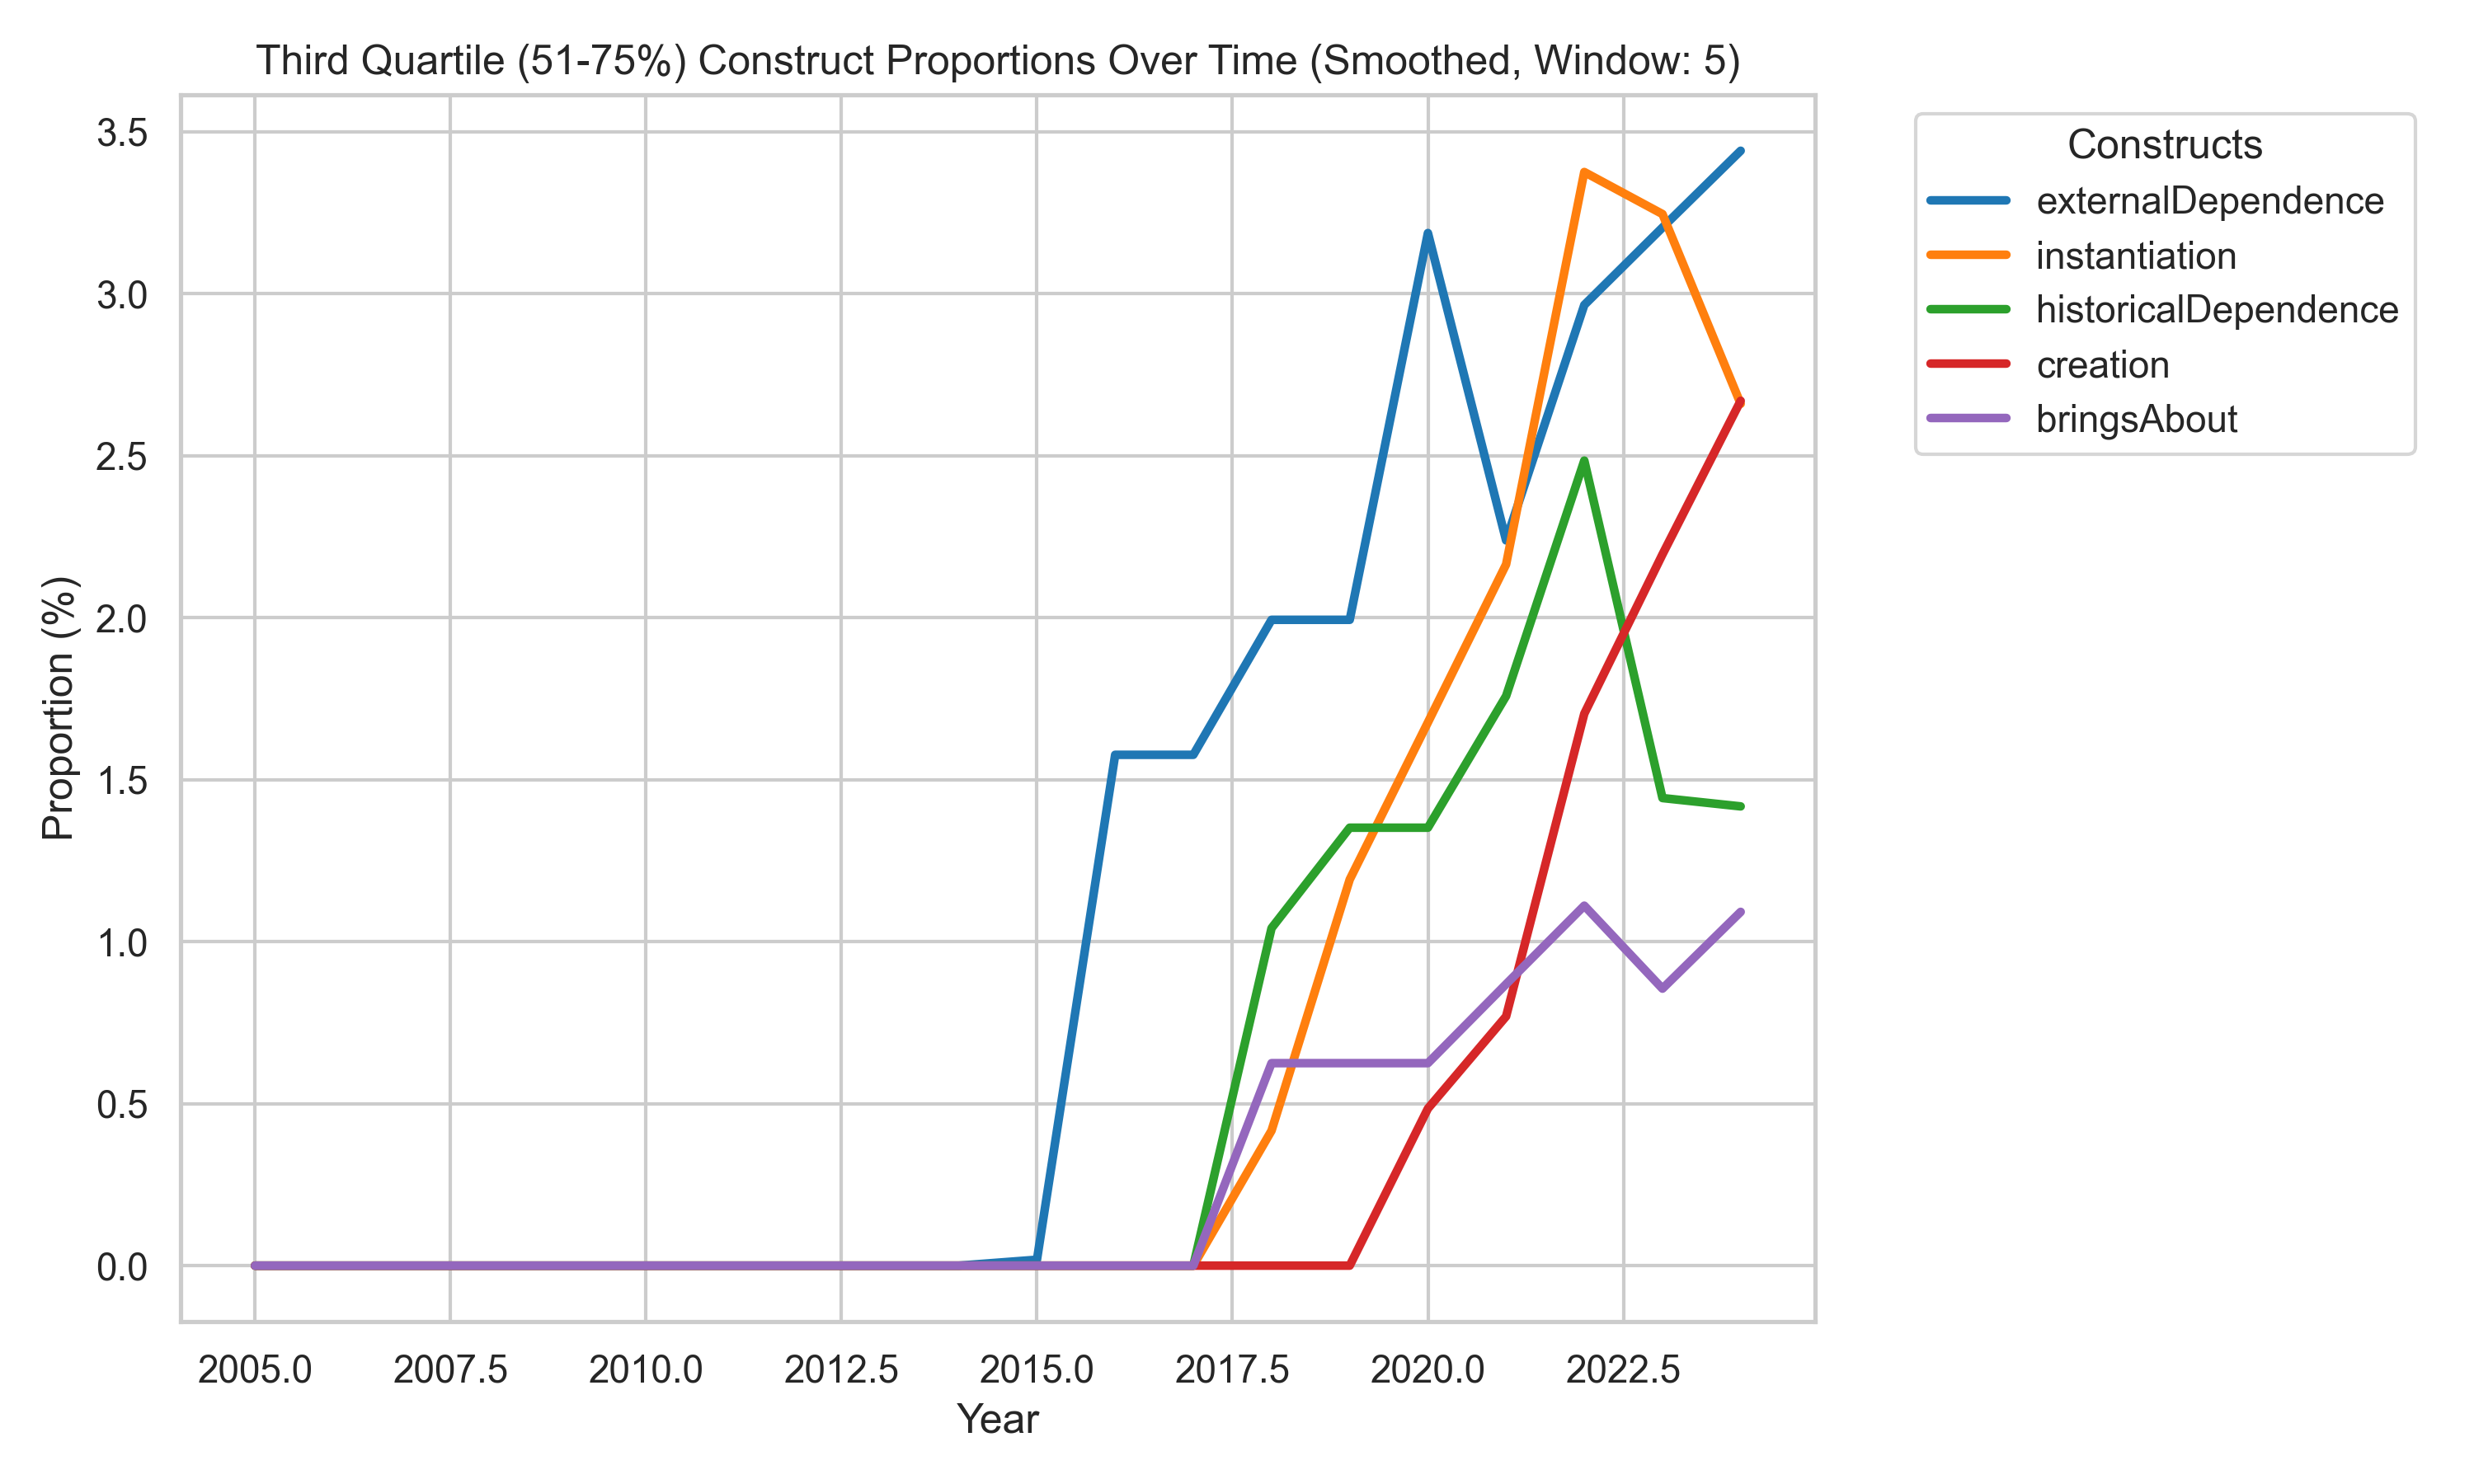 Third Quartile (51-75%) Construct Proportions Over Time (Smoothed, Window: 5)
Proportion (%)
3.5
3.0
2.5
2.0
1.5
1.0
0.5
0.0
2005.0 2007.5 2010.0 2012.5 2015.0 2017.5 2020.0 2022.5
Year
Constructs
externalDependence
instantiation
historicalDependence
creation
bringsAbout